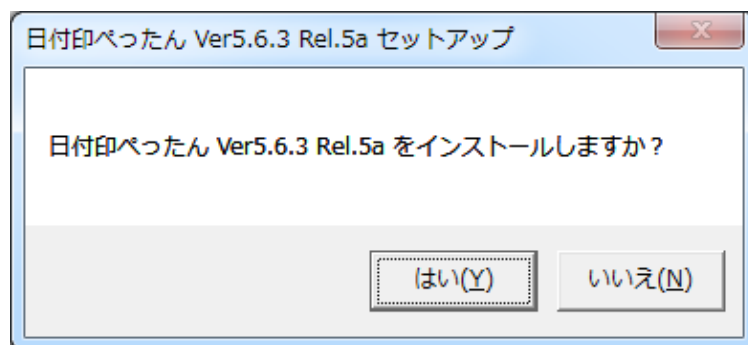 日付印ぺったん Ver5.6.3 Rel.5a セットアップ
日付印ぺったん Ver5.6.3 Rel.5a をインストールしますか？
はい(Y)
いいえ(N)